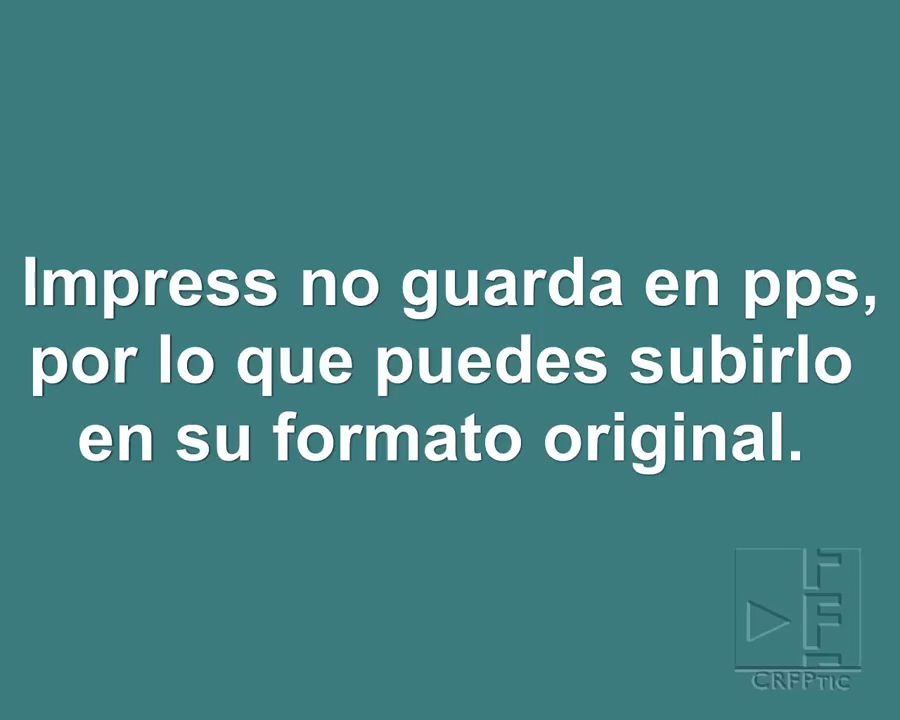 Impress no guarda en pps,
por lo que puedes subirlo
en su formato original.
CRFPTIC